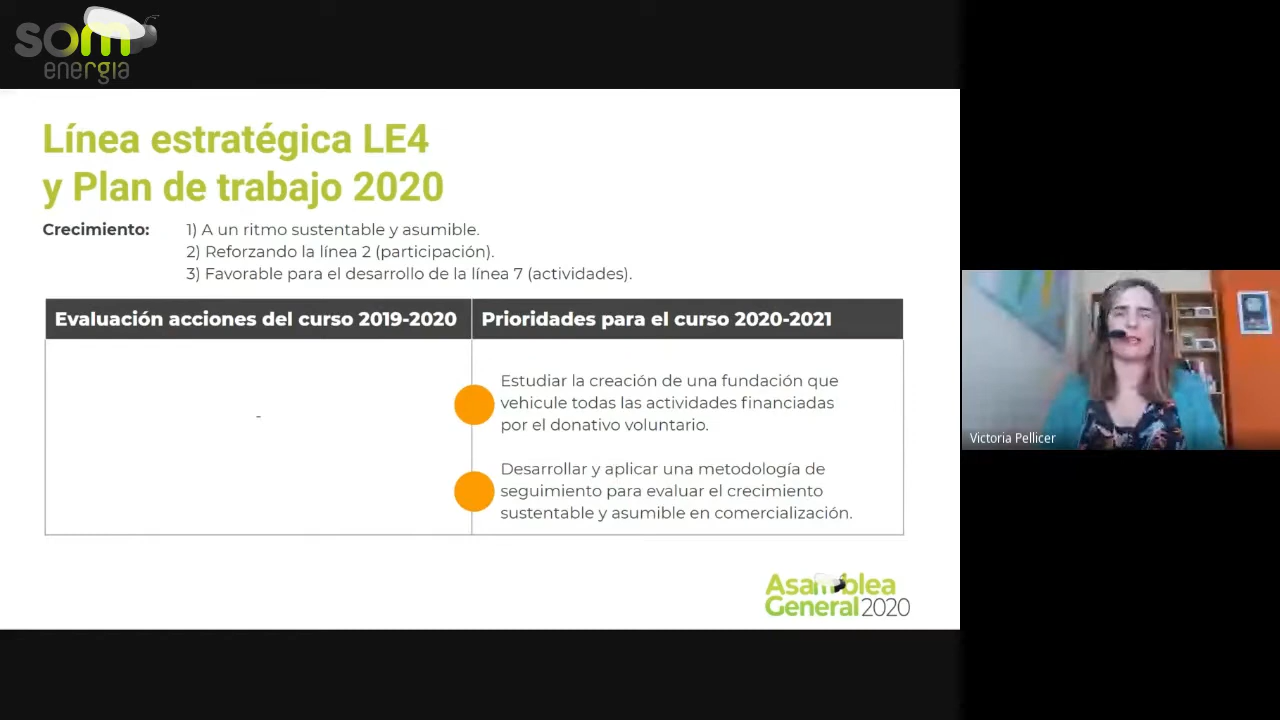 som
energia
Línea estratégica LE4
y Plan de trabajo 2020
Crecimiento: 1) A un ritmo sustentable y asumible.
2) Reforzando la línea 2 (participación).
3) Favorable para el desarrollo de la línea 7 (actividades).
Evaluación acciones del curso 2019-2020 Prioridades para el curso 2020-2021
-
Estudiar la creación de una fundación que
vehicule todas las actividades financiadas
por el donativo voluntario.
Desarrollar y aplicar una metodología de
seguimiento para evaluar el crecimiento
sustentable y asumible en comercialización.
Asamblea
General 2020
Victoria Pellicer